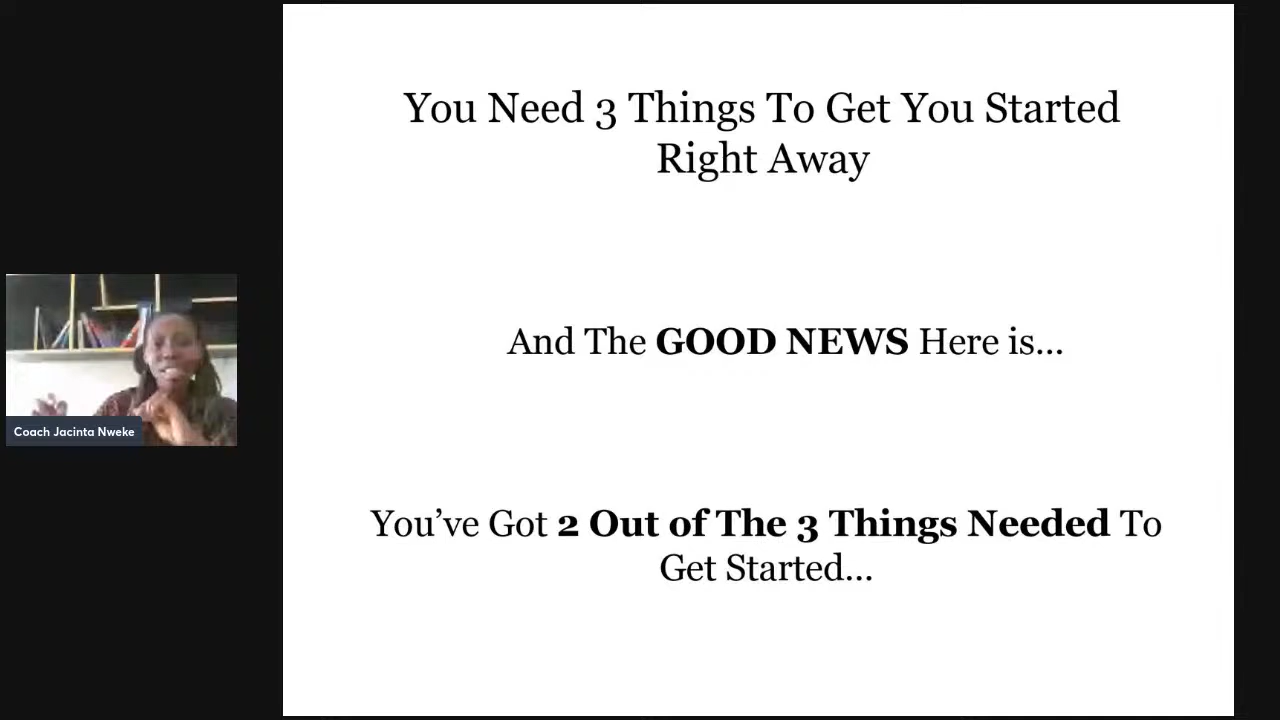 You Need 3 Things To Get You Started
Right Away
And The GOOD NEWS Here is...
You’ve Got 2 Out of The 3 Things Needed To
Get Started...
Coach Jacinta Nweke